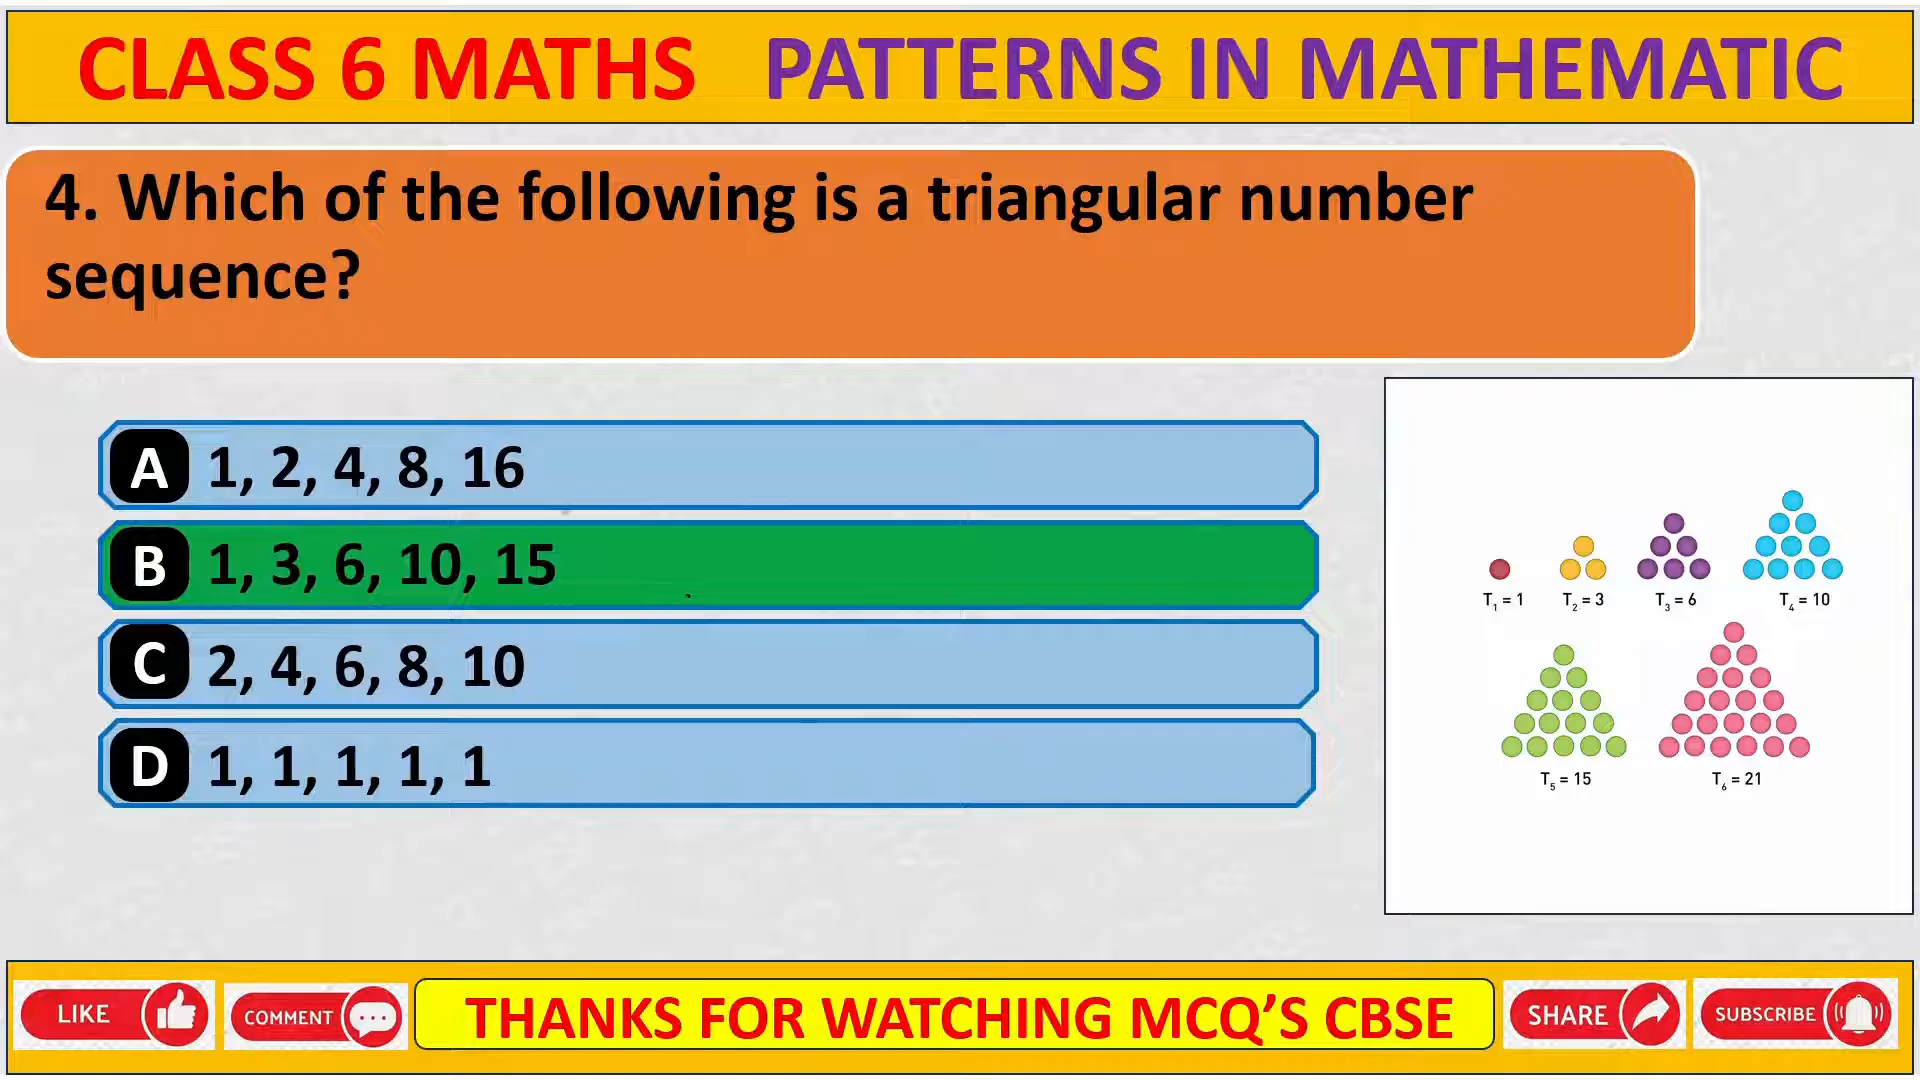 CLASS 6 MATHS PATTERNS IN MATHEMATIC
4. Which of the following is a triangular number
sequence?
A 1, 2, 4, 8, 16
B 1, 3, 6, 10, 15
C 2, 4, 6, 8, 10
D 1, 1, 1, 1, 1
T₁ = 1 T₂ = 3 T₃ = 6 T₄ = 10
T₅ = 15 T₆ = 21
LIKE COMMENT THANKS FOR WATCHING MCQ’S CBSE SHARE SUBSCRIBE